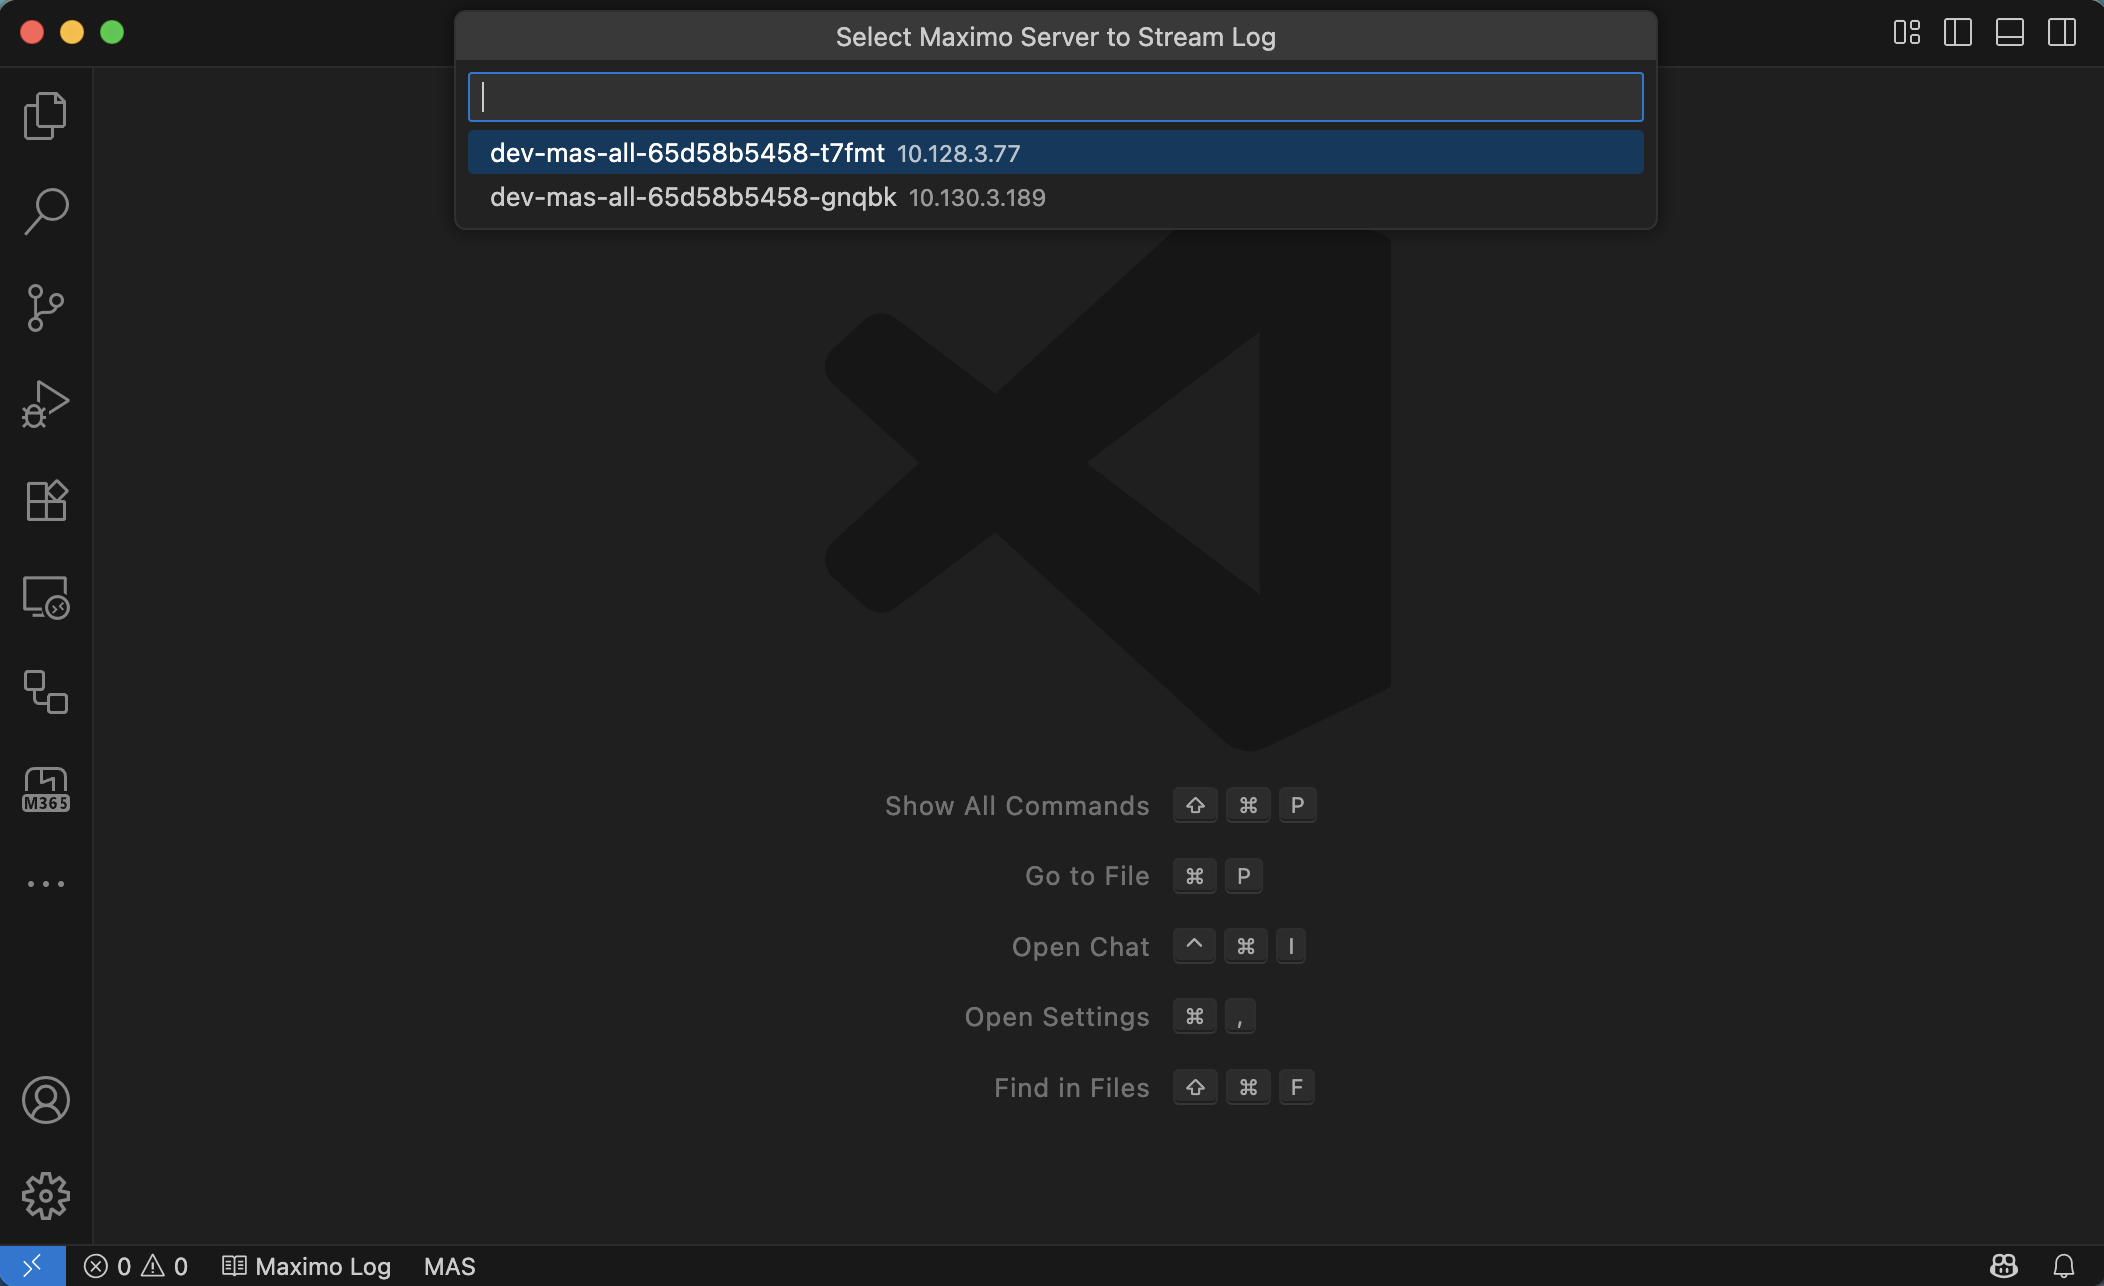 Select Maximo Server to Stream Log
dev-mas-all-65d58b5458-t7fmt 10.128.3.77
dev-mas-all-65d58b5458-gnqbk 10.130.3.189
M365
Show All Commands ⇧ ⌘ P
Go to File ⌘ P
Open Chat ^ ⌘ I
Open Settings ⌘ ,
Find in Files ⇧ ⌘ F
0 0 Maximo Log MAS